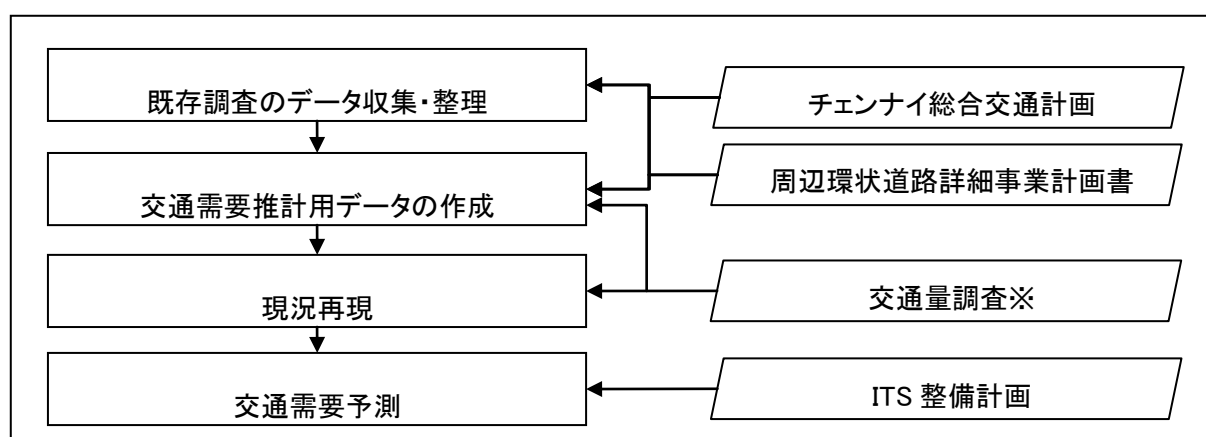 既存調査のデータ収集・整理
チェンナイ総合交通計画
交通需要推計用データの作成
周辺環状道路詳細事業計画書
現況再現
交通量調査※
交通需要予測
ITS 整備計画